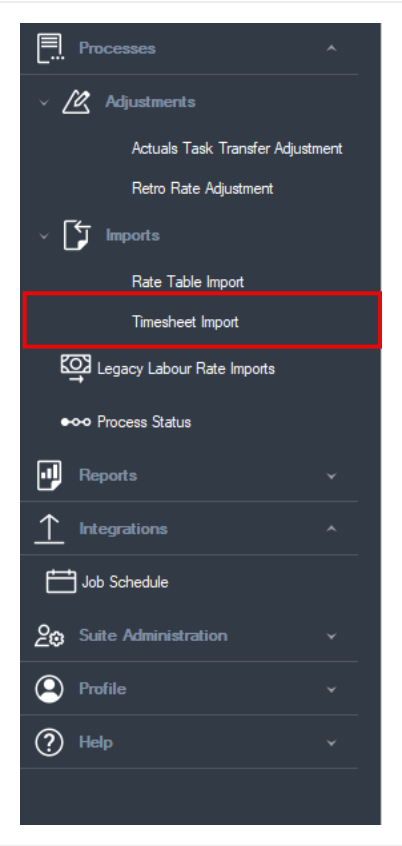 Processes
Adjustments
Actuals Task Transfer Adjustment
Retro Rate Adjustment
Imports
Rate Table Import
Timesheet Import
Legacy Labour Rate Imports
Process Status
Reports
Integrations
Job Schedule
Suite Administration
Profile
Help